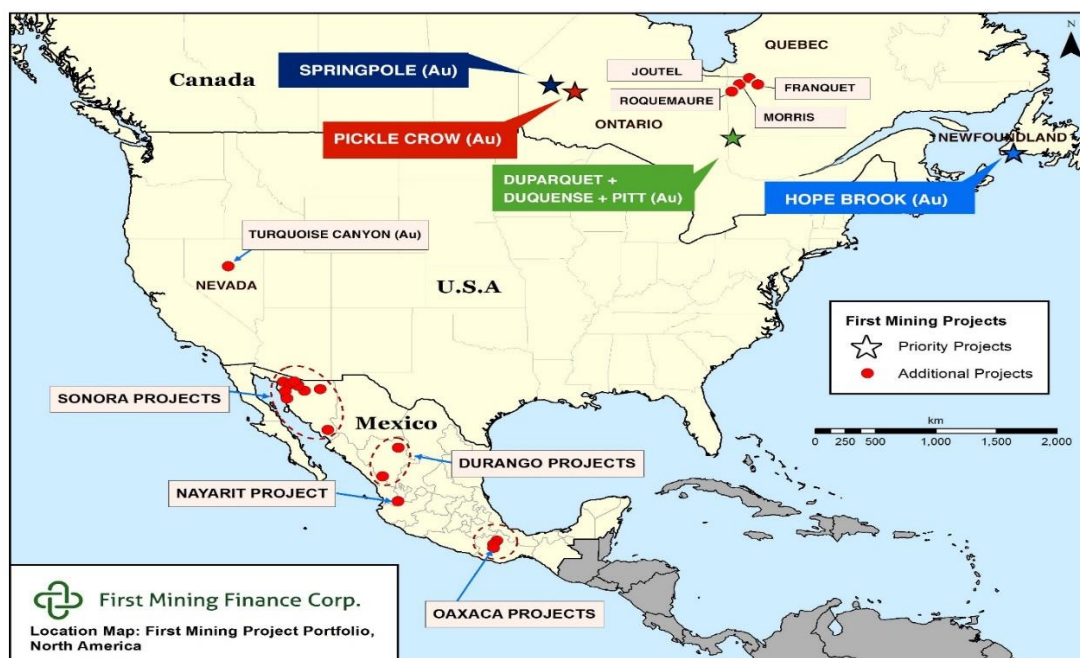 N
QUEBEC
Canada
SPRINGPOLE (Au)
JOUTEL
FRANQUET
ROQUEMAURE
MORRIS
ONTARIO
PICKLE CROW (Au)
NEWFOUNDLAND
DUPARQUET +
DUQUENSE + PITT (Au)
HOPE BROOK (Au)
TURQUOISE CANYON (Au)
NEVADA
U.S.A
First Mining Projects
Priority Projects
Additional Projects
SONORA PROJECTS
Mexico
km
0 250 500 1,000 1,500 2,000
DURANGO PROJECTS
NAYARIT PROJECT
OAXACA PROJECTS
First Mining Finance Corp.
Location Map: First Mining Project Portfolio,
North America